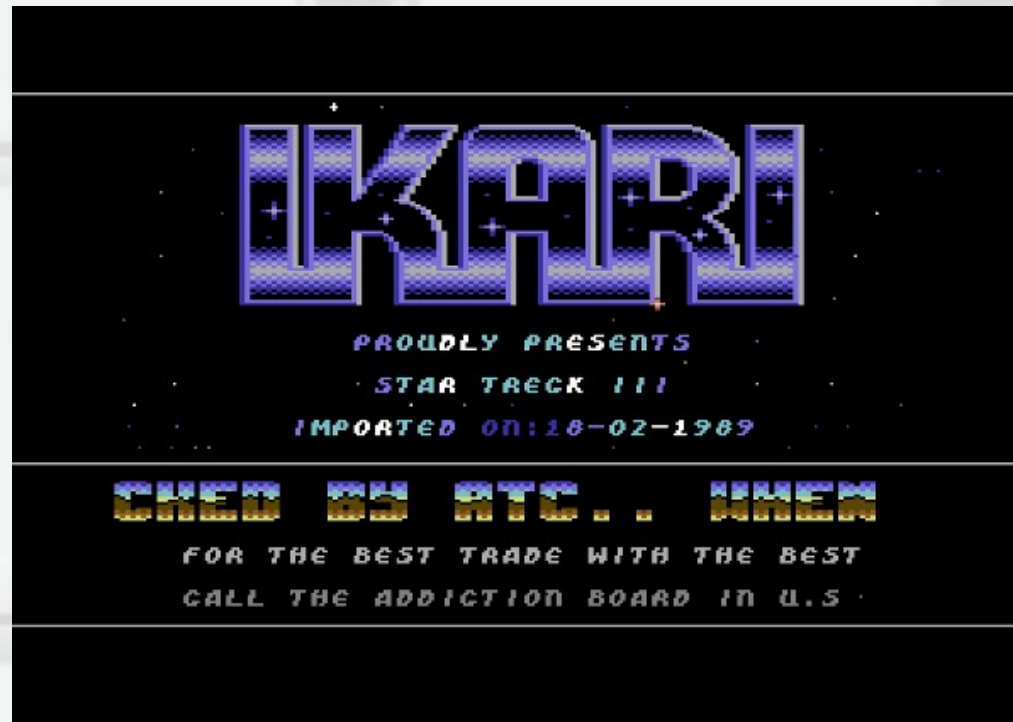 IKARI
PROUDLY PRESENTS
STAR TRECK III
IMPORTED ON:18-02-1989
CKED BY ATC.. WHEN
FOR THE BEST TRADE WITH THE BEST
CALL THE ADDICTION BOARD IN U.S